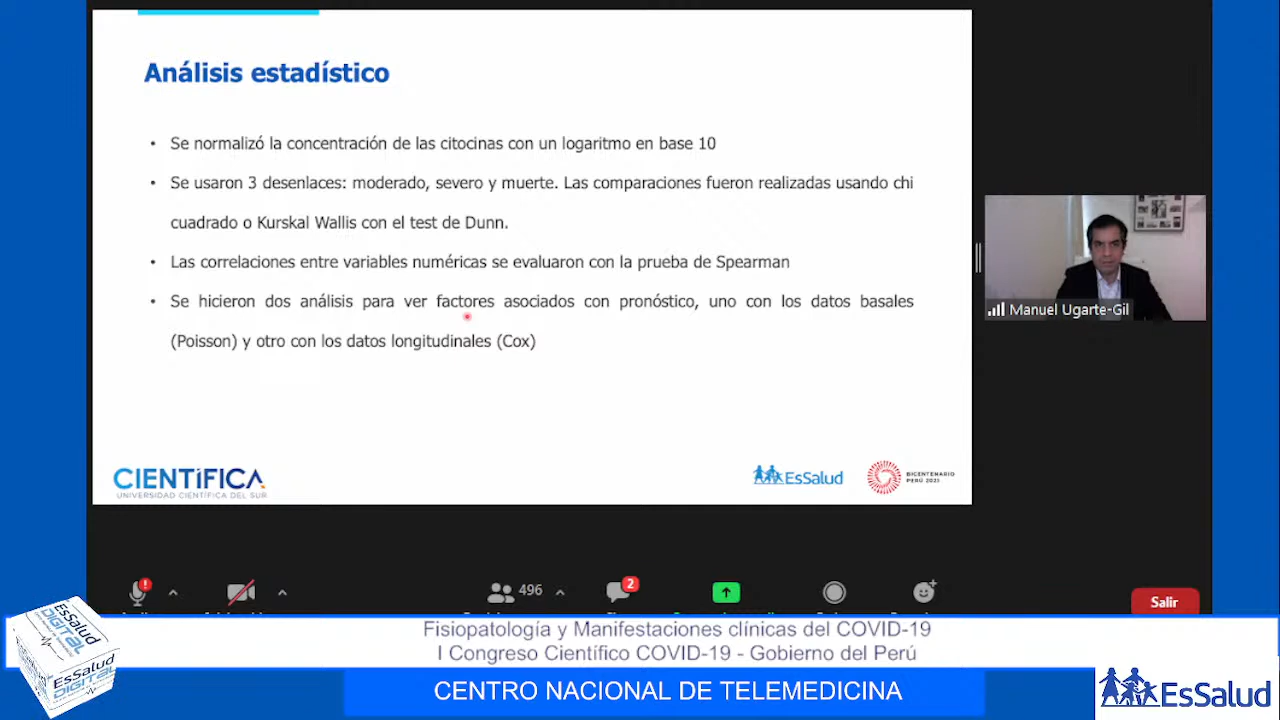 Análisis estadístico
• Se normalizó la concentración de las citocinas con un logaritmo en base 10
• Se usaron 3 desenlaces: moderado, severo y muerte. Las comparaciones fueron realizadas usando chi
cuadrado o Kurskal Wallis con el test de Dunn.
• Las correlaciones entre variables numéricas se evaluaron con la prueba de Spearman
• Se hicieron dos análisis para ver factores asociados con pronóstico, uno con los datos basales
(Poisson) y otro con los datos longitudinales (Cox)
CIENTÍFICA
UNIVERSIDAD CIENTÍFICA DEL SUR
EsSalud
BICENTENARIO
PERÚ 2021
Manuel Ugarte-Gil
496
2
Salir
EsSalud
DIGITAL
EsSalud
DIGITAL
Fisiopatología y Manifestaciones clínicas del COVID-19
I Congreso Científico COVID-19 - Gobierno del Perú
CENTRO NACIONAL DE TELEMEDICINA
EsSalud